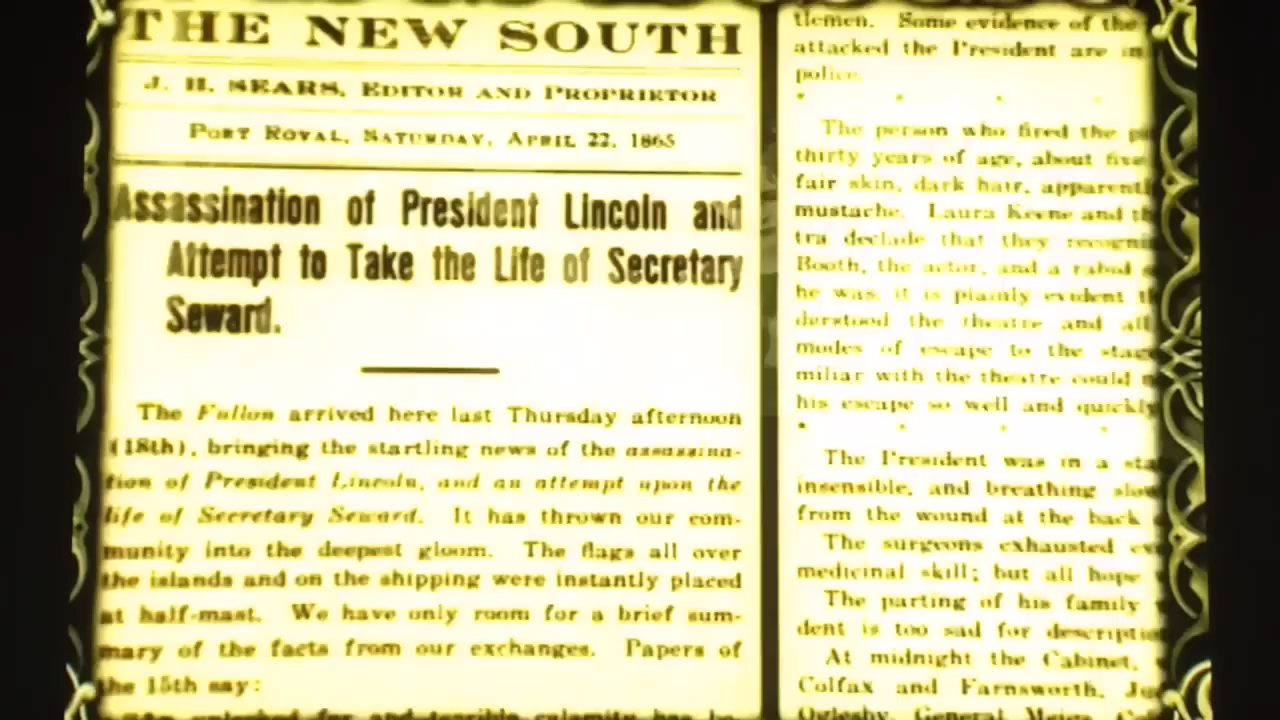 THE NEW SOUTH
J. H. SEARS, EDITOR AND PROPRIETOR
PORT ROYAL, SATURDAY, APRIL 22, 1865
Assassination of President Lincoln and
Attempt to Take the Life of Secretary
Seward.
The Fulton arrived here last Thursday afternoon
(18th), bringing the startling news of the assassina-
tion of President Lincoln, and an attempt upon the
life of Secretary Seward. It has thrown our com-
munity into the deepest gloom. The flags all over
the islands and on the shipping were instantly placed
at half-mast. We have only room for a brief sum-
mary of the facts from our exchanges. Papers of
the 15th say:
tlemen. Some evidence of the
attacked the President are in
police.
The person who fired the
thirty years of age, about five
fair skin, dark hair,
mustache. Laura Keene and
tra declade that they
Booth, the actor, and a
he was, it is plainly evident
derstood the theatre and all
modes of escape to the stage
miliar with the theatre could
his escape so well and quickly
The President was in a
insensible, and breathing
from the wound at the back
The surgeons exhausted
medicinal skill; but all hope
The parting of his family
dent is too sad for
At midnight the Cabinet,
Colfax and Farnsworth,
Oglesby, General